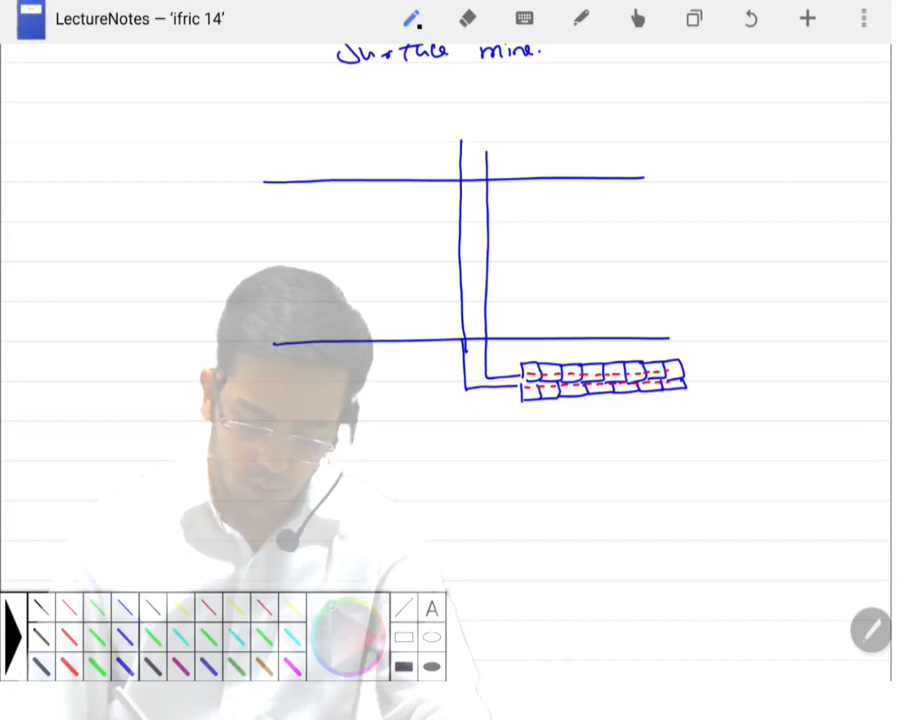 LectureNotes – ‘ifric 14’
Surface mine.
A